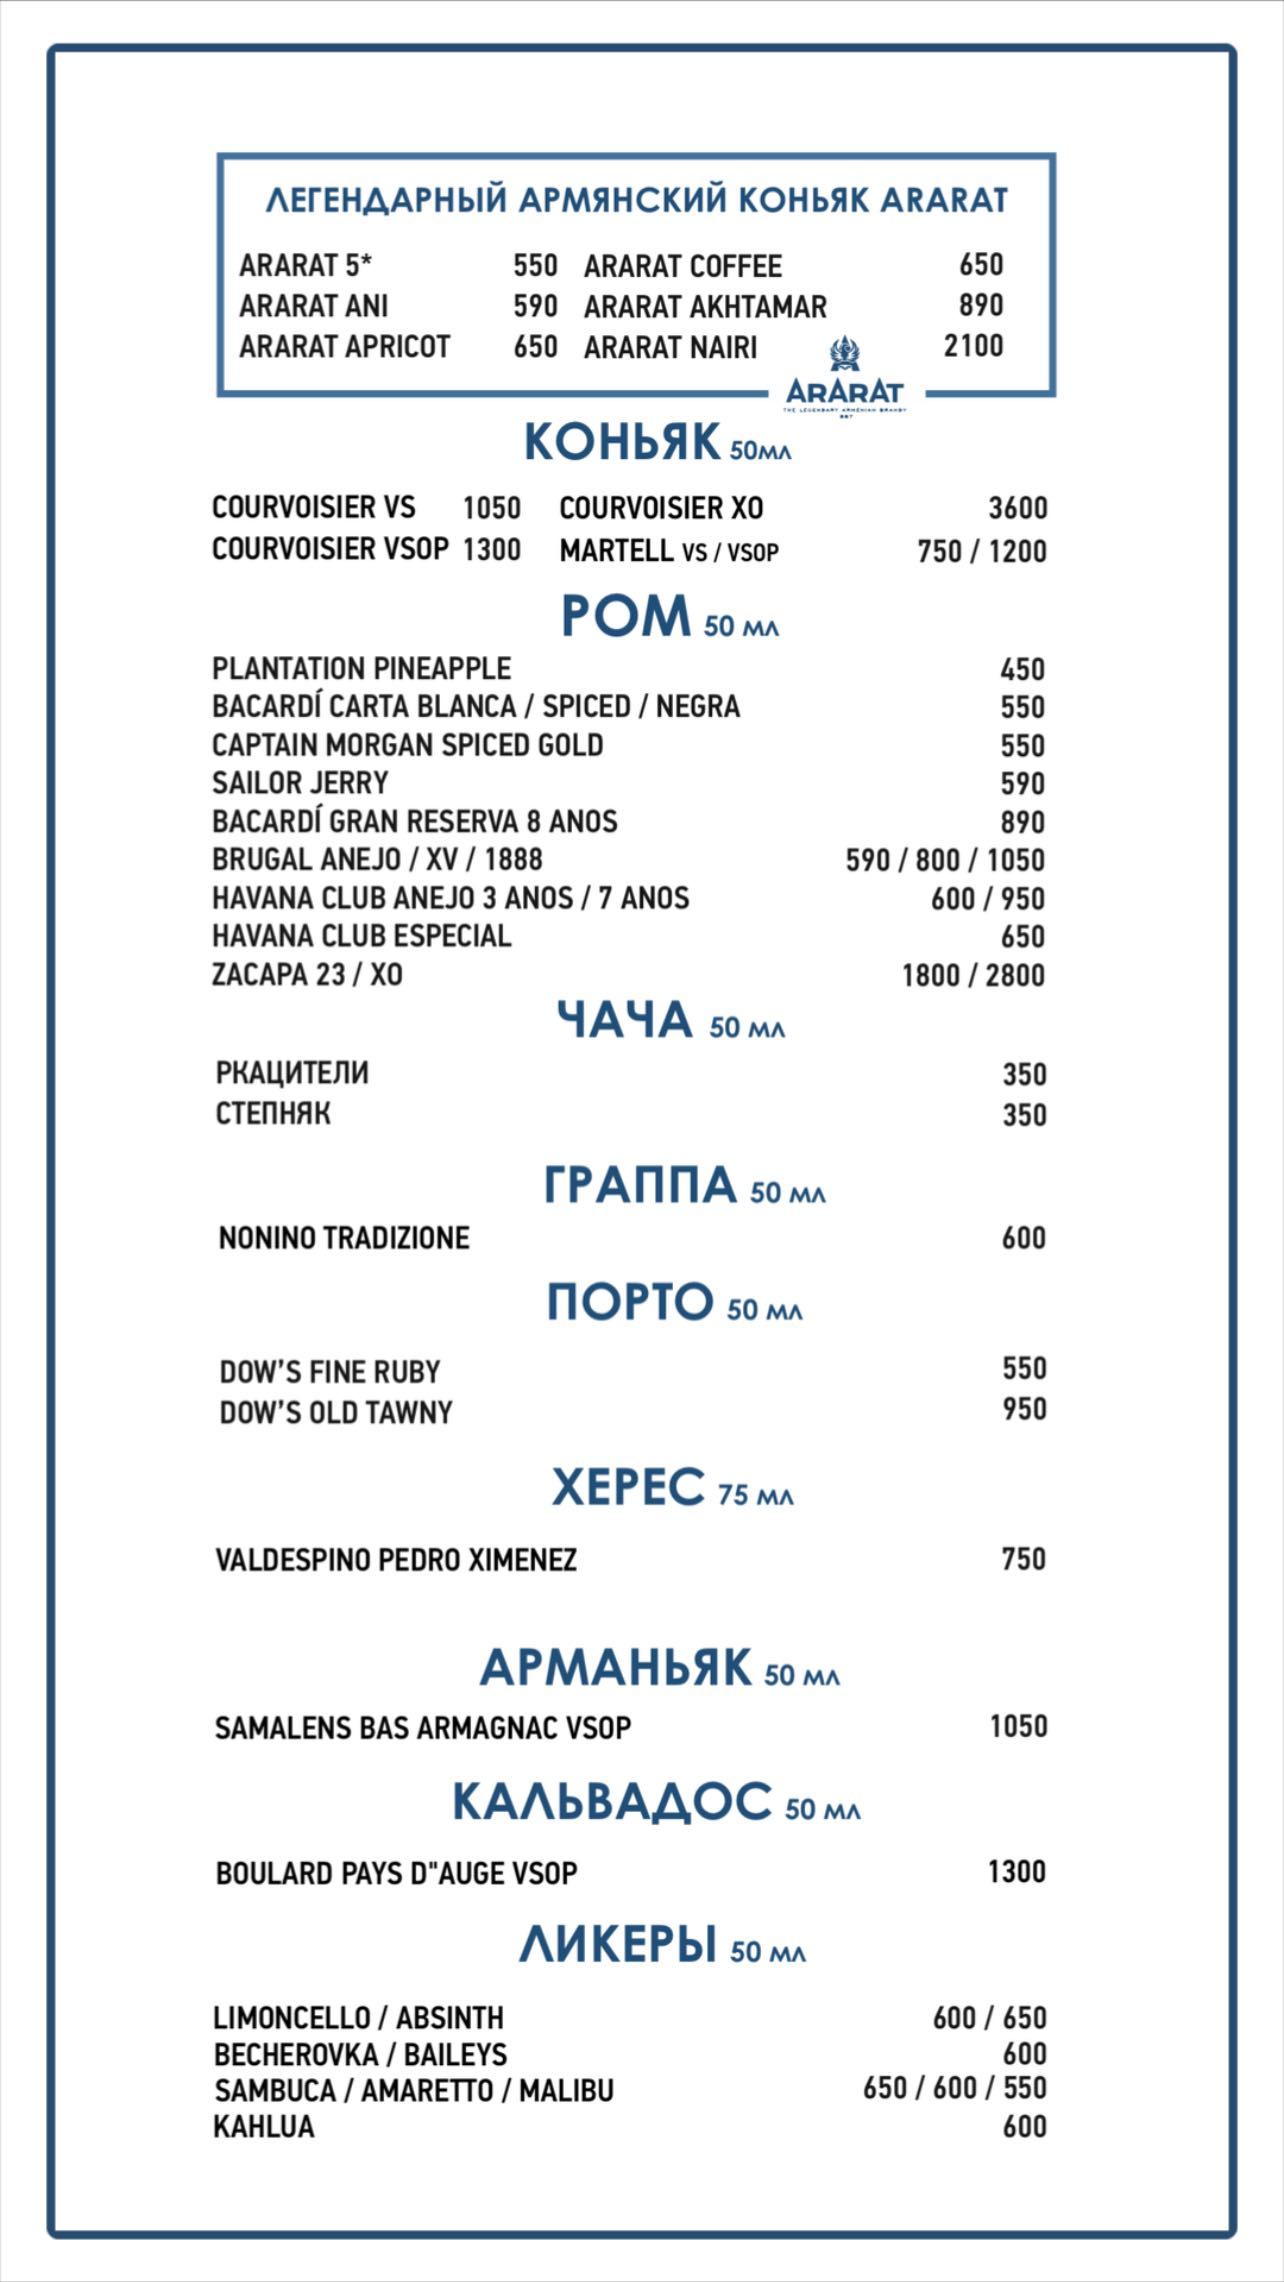 ЛЕГЕНДАРНЫЙ АРМЯНСКИЙ КОНЬЯК ARARAT
ARARAT 5* 550 ARARAT COFFEE 650
ARARAT ANI 590 ARARAT AKHTAMAR 890
ARARAT APRICOT 650 ARARAT NAIRI 2100
ARARAT
THE LEGENDARY ARMENIAN BRANDY
КОНЬЯК 50МЛ
COURVOISIER VS 1050 COURVOISIER XO 3600
COURVOISIER VSOP 1300 MARTELL VS / VSOP 750 / 1200
РОМ 50 МЛ
PLANTATION PINEAPPLE 450
BACARDÍ CARTA BLANCA / SPICED / NEGRA 550
CAPTAIN MORGAN SPICED GOLD 550
SAILOR JERRY 590
BACARDÍ GRAN RESERVA 8 ANOS 890
BRUGAL ANEJO / XV / 1888 590 / 800 / 1050
HAVANA CLUB ANEJO 3 ANOS / 7 ANOS 600 / 950
HAVANA CLUB ESPECIAL 650
ZACAPA 23 / XO 1800 / 2800
ЧАЧА 50 МЛ
РКАЦИТЕЛИ 350
СТЕПНЯК 350
ГРАППА 50 МЛ
NONINO TRADIZIONE 600
ПОРТО 50 МЛ
DOW’S FINE RUBY 550
DOW’S OLD TAWNY 950
ХЕРЕС 75 МЛ
VALDESPINO PEDRO XIMENEZ 750
АРМАНЬЯК 50 МЛ
SAMALENS BAS ARMAGNAC VSOP 1050
КАЛЬВАДОС 50 МЛ
BOULARD PAYS D"AUGE VSOP 1300
ЛИКЕРЫ 50 МЛ
LIMONCELLO / ABSINTH 600 / 650
BECHEROVKA / BAILEYS 600
SAMBUCA / AMARETTO / MALIBU 650 / 600 / 550
KAHLUA 600